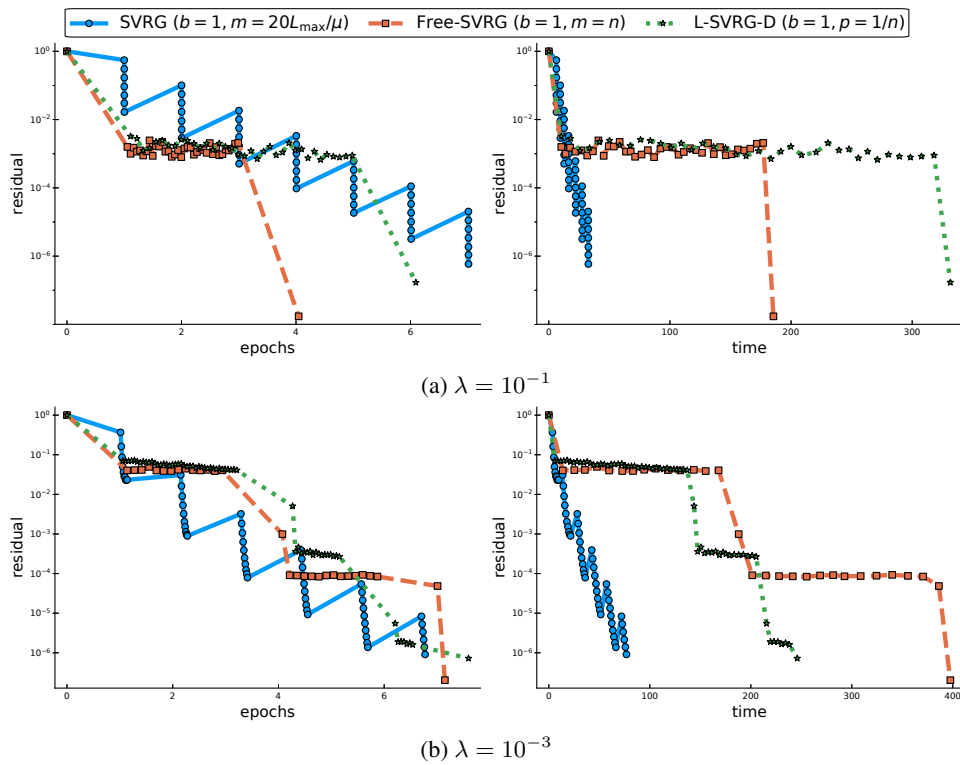 SVRG (b = 1, m = 20L_max/μ) Free-SVRG (b = 1, m = n) L-SVRG-D (b = 1, p = 1/n)
10^0
10^-2
10^-4
10^-6
residual
0 2 4 6
epochs
10^0
10^-2
10^-4
10^-6
residual
0 100 200 300
time
(a) λ = 10^-1
10^0
10^-1
10^-2
10^-3
10^-4
10^-5
10^-6
residual
0 2 4 6
epochs
10^0
10^-1
10^-2
10^-3
10^-4
10^-5
10^-6
residual
0 100 200 300 400
time
(b) λ = 10^-3